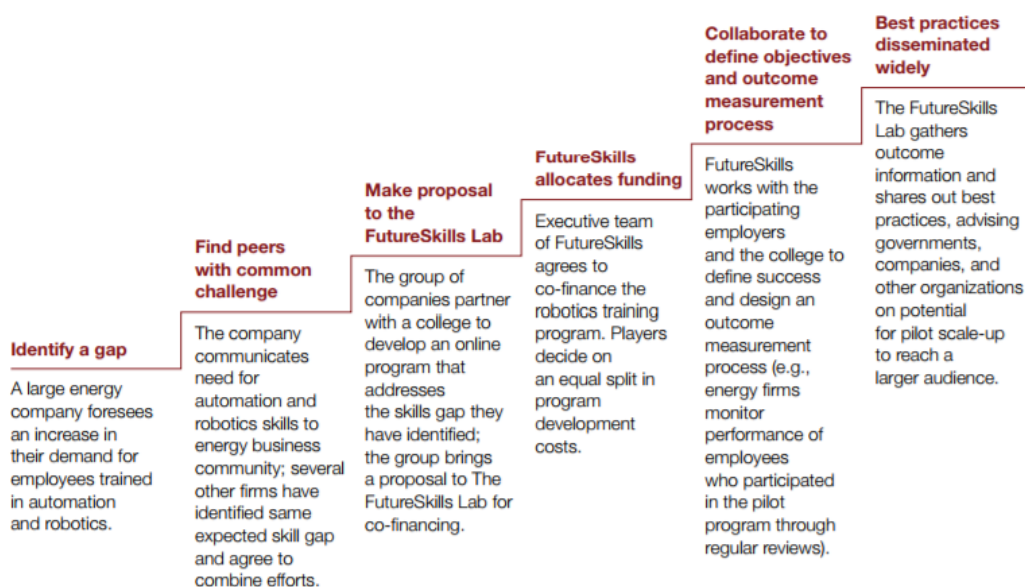 Identify a gap
A large energy
company foresees
an increase in
their demand for
employees trained
in automation
and robotics.
Find peers
with common
challenge
The company
communicates
need for
automation and
robotics skills to
energy business
community; several
other firms have
identified same
expected skill gap
and agree to
combine efforts.
Make proposal
to the
FutureSkills Lab
The group of
companies partner
with a college to
develop an online
program that
addresses
the skills gap they
have identified;
the group brings
a proposal to The
FutureSkills Lab for
co-financing.
FutureSkills
allocates funding
Executive team
of FutureSkills
agrees to
co-finance the
robotics training
program. Players
decide on
an equal split in
program
development
costs.
Collaborate to
define objectives
and outcome
measurement
process
FutureSkills
works with the
participating
employers
and the college to
define success
and design an
outcome
measurement
process (e.g.,
energy firms
monitor
performance of
employees
who participated
in the pilot
program through
regular reviews).
Best practices
disseminated
widely
The FutureSkills
Lab gathers
outcome
information and
shares out best
practices, advising
governments,
companies, and
other organizations
on potential
for pilot scale-up
to reach a
larger audience.